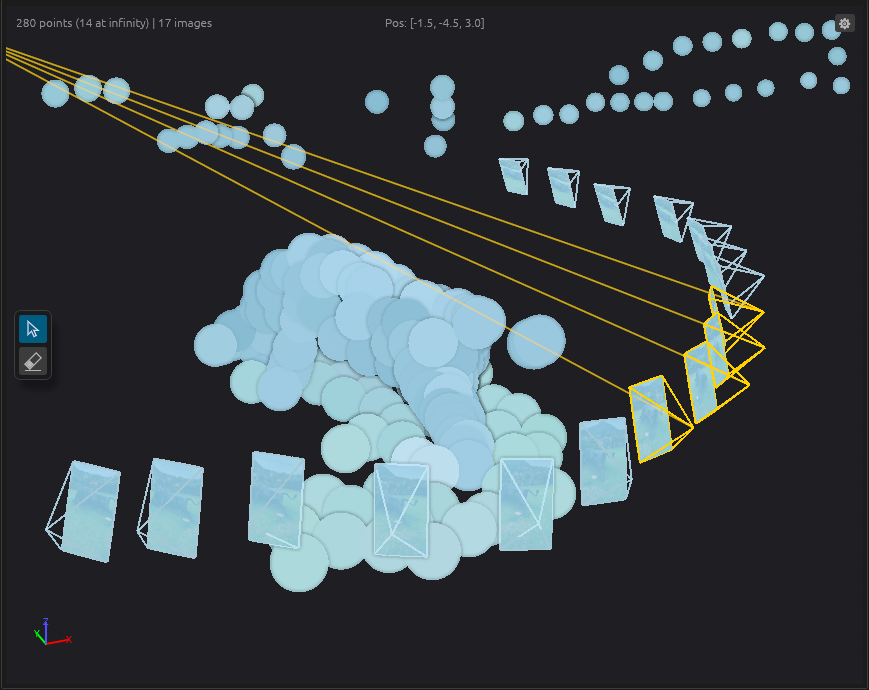 280 points (14 at infinity) | 17 images
Pos: [-1.5, -4.5, 3.0]
Z
Y
X